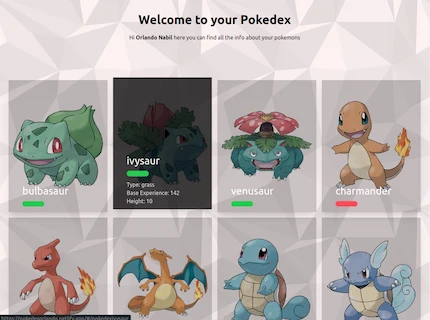 Welcome to your Pokedex
Hi Orlando Nabil here you can find all the info about your pokemons
bulbasaur
ivysaur
Type: grass
Base Experience: 142
Height: 10
venusaur
charmander